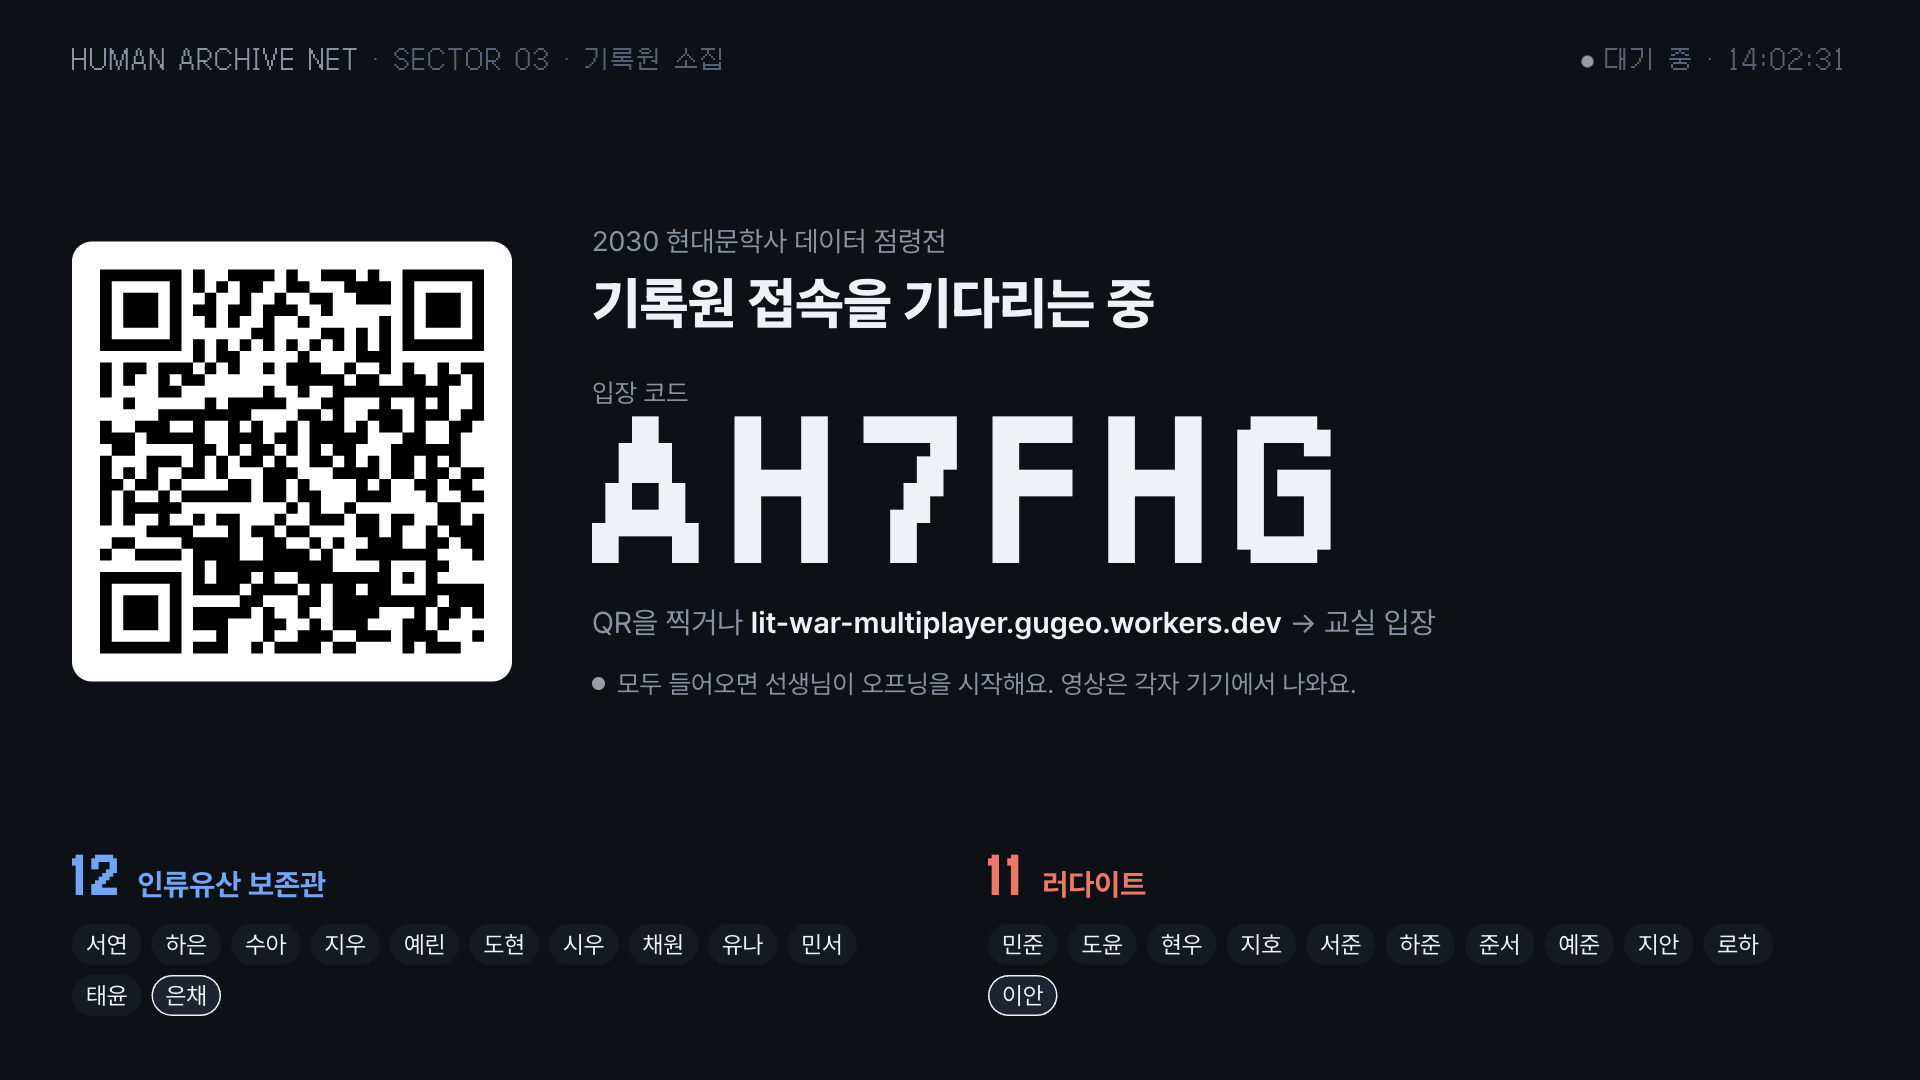 HUMAN ARCHIVE NET · SECTOR 03 · 기록원 소집
대기 중 · 14:02:31
2030 현대문학사 데이터 점령전
기록원 접속을 기다리는 중
입장 코드
AH7FHG
QR을 찍거나 lit-war-multiplayer.gugeo.workers.dev → 교실 입장
모두 들어오면 선생님이 오프닝을 시작해요. 영상은 각자 기기에서 나와요.
12 인류유산 보존관
서연 하은 수아 지우 예린 도현 시우 채원 유나 민서
태윤 은채
11 러다이트
민준 도윤 현우 지호 서준 하준 준서 예준 지안 로하
이안